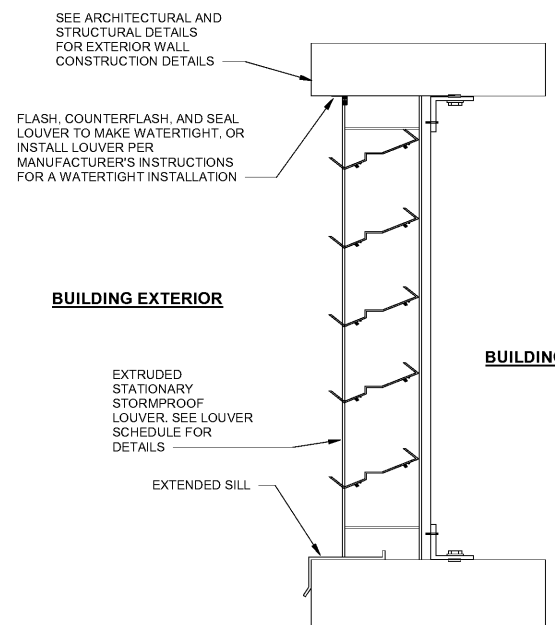 SEE ARCHITECTURAL AND
STRUCTURAL DETAILS
FOR EXTERIOR WALL
CONSTRUCTION DETAILS
FLASH, COUNTERFLASH, AND SEAL
LOUVER TO MAKE WATERTIGHT, OR
INSTALL LOUVER PER
MANUFACTURER'S INSTRUCTIONS
FOR A WATERTIGHT INSTALLATION
BUILDING EXTERIOR
BUILDING
EXTRUDED
STATIONARY
STORMPROOF
LOUVER. SEE LOUVER
SCHEDULE FOR
DETAILS
EXTENDED SILL